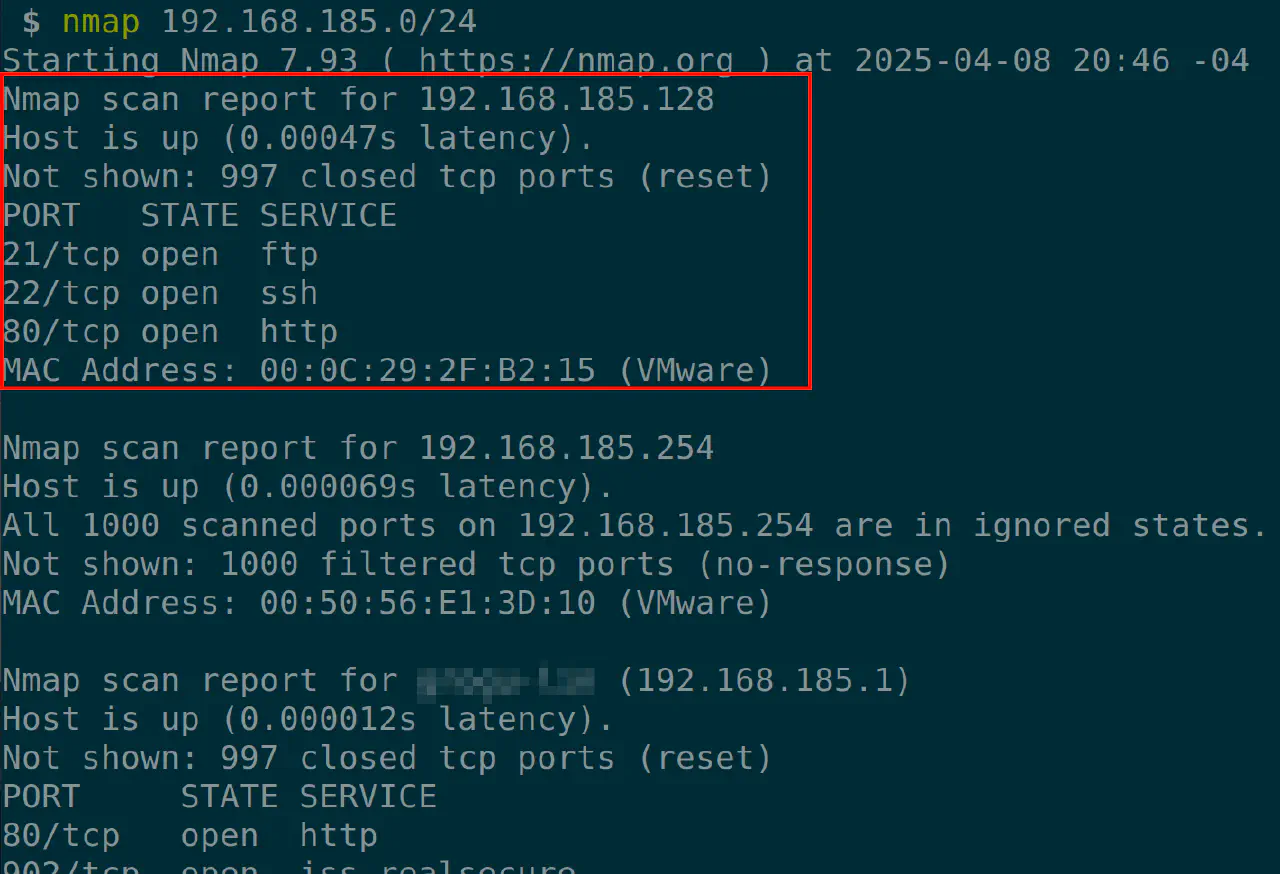 $ nmap 192.168.185.0/24
Starting Nmap 7.93 ( https://nmap.org ) at 2025-04-08 20:46 -04
Nmap scan report for 192.168.185.128
Host is up (0.00047s latency).
Not shown: 997 closed tcp ports (reset)
PORT   STATE SERVICE
21/tcp open  ftp
22/tcp open  ssh
80/tcp open  http
MAC Address: 00:0C:29:2F:B2:15 (VMware)
Nmap scan report for 192.168.185.254
Host is up (0.000069s latency).
All 1000 scanned ports on 192.168.185.254 are in ignored states.
Not shown: 1000 filtered tcp ports (no-response)
MAC Address: 00:50:56:E1:3D:10 (VMware)
Nmap scan report for (192.168.185.1)
Host is up (0.000012s latency).
Not shown: 997 closed tcp ports (reset)
PORT     STATE SERVICE
80/tcp   open  http
902/tcp  open  iss-realsecure